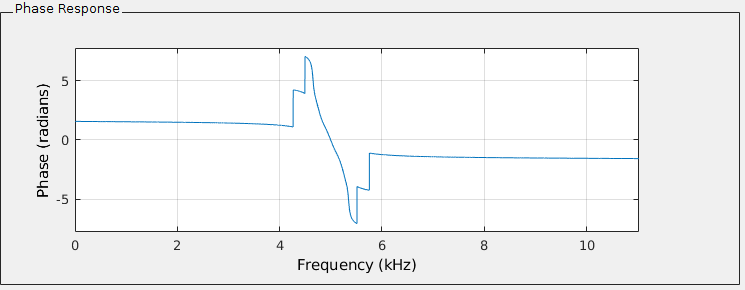 Phase Response
5
0
-5
Phase (radians)
0 2 4 6 8 10
Frequency (kHz)